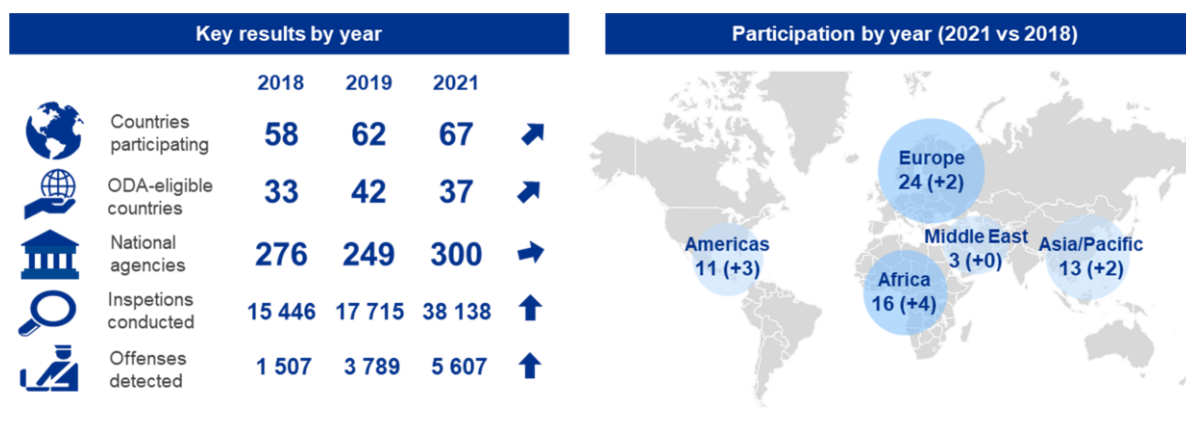 Key results by year
2018 2019 2021
Countries
participating
58 62 67
ODA-eligible
countries
33 42 37
National
agencies
276 249 300
Inspetions
conducted
15 446 17 715 38 138
Offenses
detected
1 507 3 789 5 607
Participation by year (2021 vs 2018)
Europe
24 (+2)
Americas
11 (+3)
Middle East
3 (+0)
Asia/Pacific
13 (+2)
Africa
16 (+4)